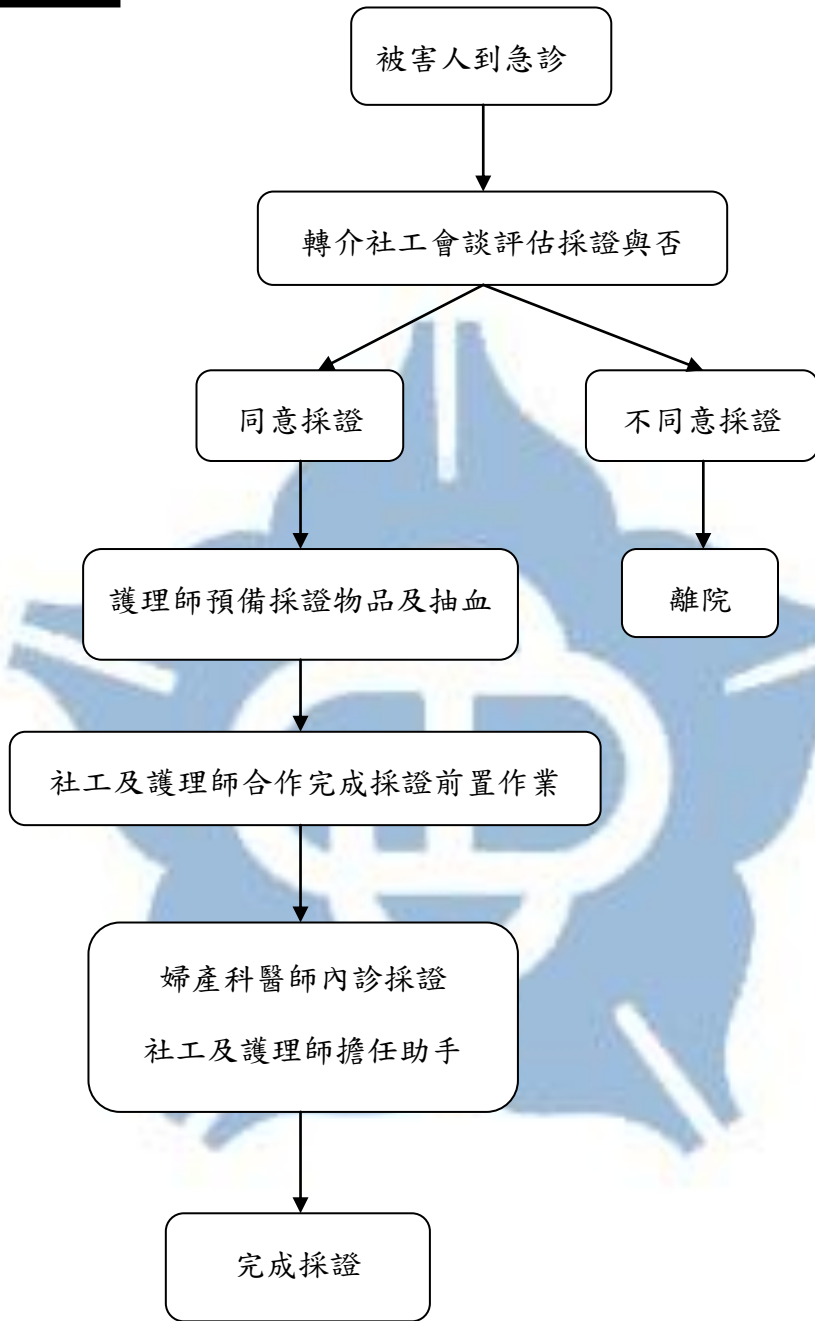 被害人到急診
轉介社工會談評估採證與否
同意採證
不同意採證
護理師預備採證物品及抽血
離院
社工及護理師合作完成採證前置作業
婦產科醫師內診採證
社工及護理師擔任助手
完成採證